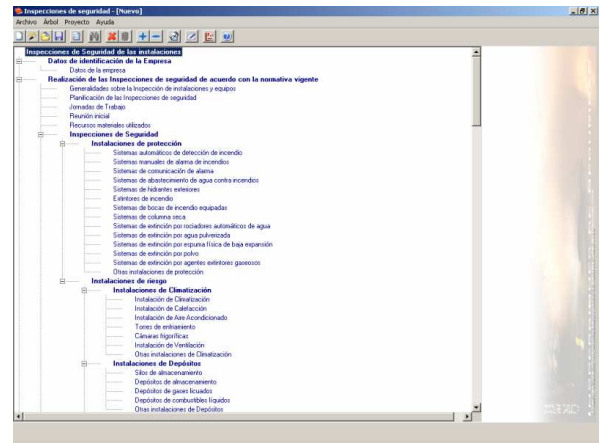 Inspecciones de seguridad - [Nuevo]
Archivo Árbol Proyecto Ayuda
Inspecciones de Seguridad de las instalaciones
Datos de identificación de la Empresa
Datos de la empresa
Realización de las Inspecciones de seguridad de acuerdo con la normativa vigente
Generalidades sobre la Inspección de instalaciones y equipos
Planificación de las Inspecciones de seguridad
Jornadas de Trabajo
Reunión inicial
Recursos materiales utilizados
Inspecciones de Seguridad
Instalaciones de protección
Sistemas automáticos de detección de incendio
Sistemas manuales de alarma de incendios
Sistemas de comunicación de alarma
Sistemas de abastecimiento de agua contra incendios
Sistemas de hidrantes exteriores
Extintores de incendio
Sistemas de bocas de incendio equipadas
Sistemas de columna seca
Sistemas de extinción por rociadores automáticos de agua
Sistemas de extinción por agua pulverizada
Sistemas de extinción por espuma física de baja expansión
Sistemas de extinción por polvo
Sistemas de extinción por agentes extintores gaseosos
Otras instalaciones de protección
Instalaciones de riesgo
Instalaciones de Climatización
Instalación de Climatización
Instalación de Calefacción
Instalación de Aire Acondicionado
Torres de enfriamiento
Cámaras frigoríficas
Instalación de Ventilación
Otras instalaciones de Climatización
Instalaciones de Depósitos
Silos de almacenamiento
Depósitos de almacenamiento
Depósitos de gases licuados
Depósitos de combustibles líquidos
Otras instalaciones de Depósitos